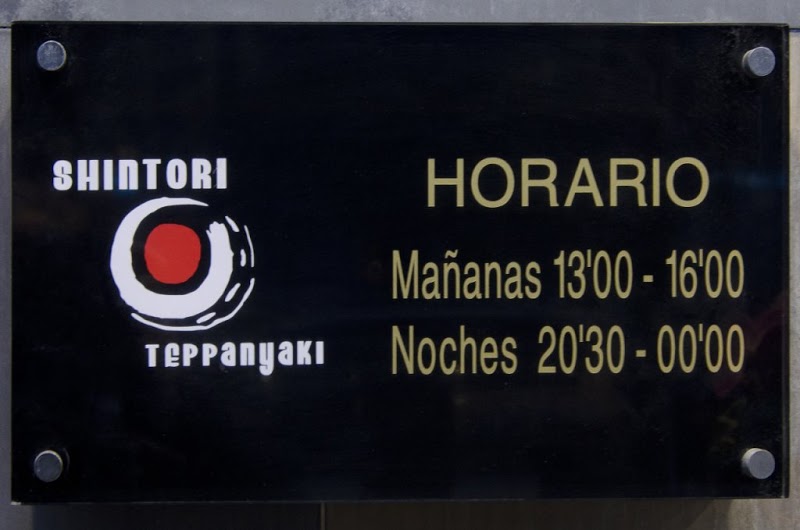 SHINTORI
TEPPANYAKI
HORARIO
Mañanas 13'00 - 16'00
Noches 20'30 - 00'00